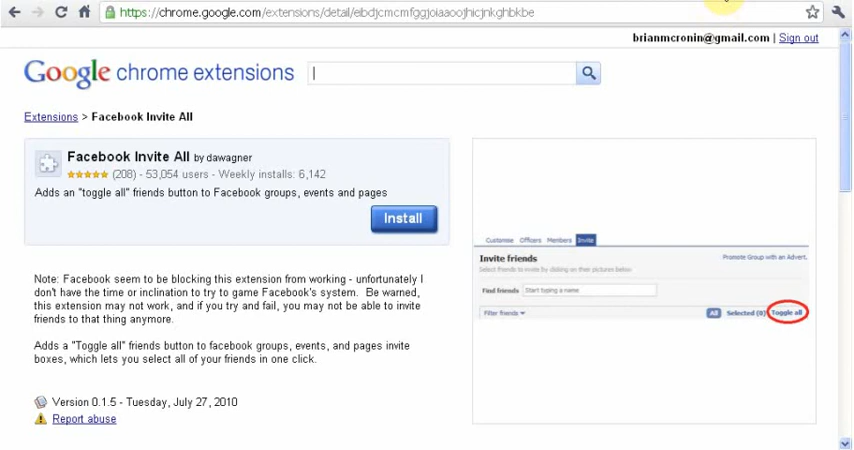 https://chrome.google.com/extensions/detail/eibdjcmcmfggjoiaaoojhicjnkghbkbe
brianmcronin@gmail.com | Sign out
Google chrome extensions
Extensions > Facebook Invite All
Facebook Invite All by dawagner
(208) - 53,054 users - Weekly installs: 6,142
Adds an "toggle all" friends button to Facebook groups, events and pages
Install
Note: Facebook seem to be blocking this extension from working - unfortunately I
don't have the time or inclination to try to game Facebook's system. Be warned,
this extension may not work, and if you try and fail, you may not be able to invite
friends to that thing anymore.
Adds a "Toggle all" friends button to facebook groups, events, and pages invite
boxes, which lets you select all of your friends in one click.
Version 0.1.5 - Tuesday, July 27, 2010
Report abuse
Customise Officers Members Invite
Invite friends
Promote Group with an Advert.
Select friends to invite by clicking on their pictures below
Find friends Start typing a name
Filter friends All Selected (0) Toggle all